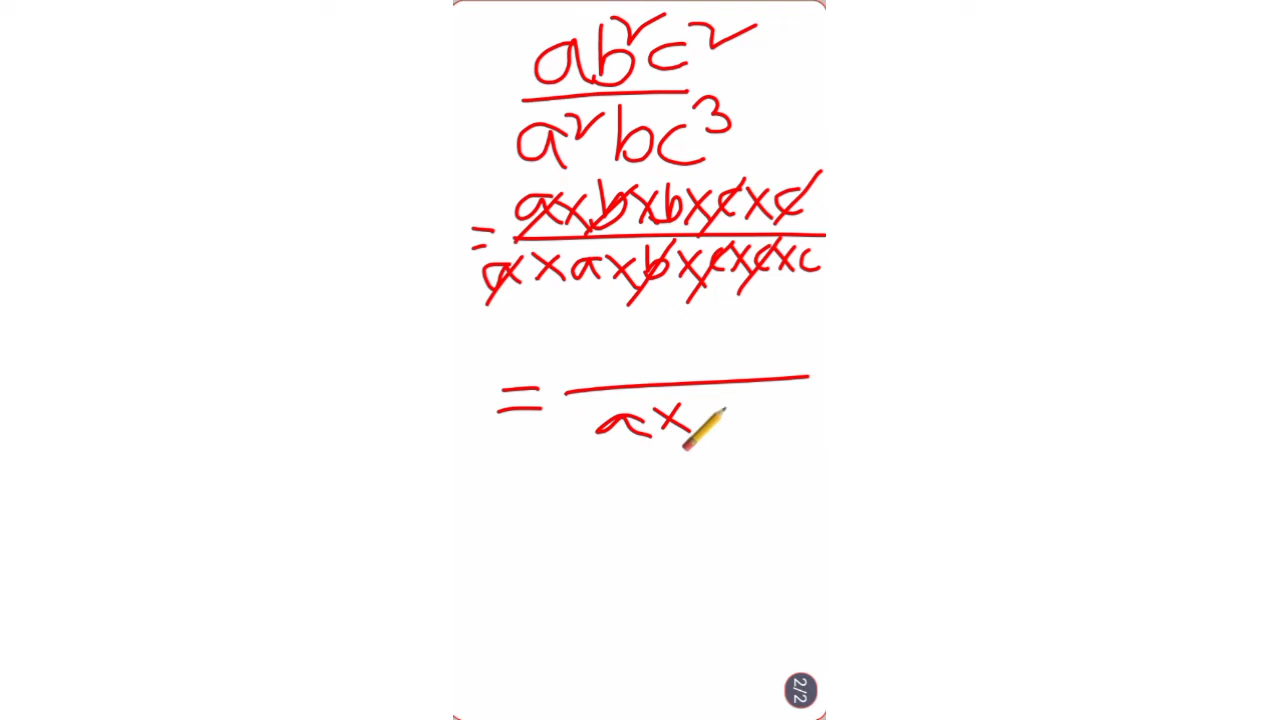 ab²c²
a²bc³
= a×b×b×c×c
a×a×b×c×c×c
=
a×
2/2